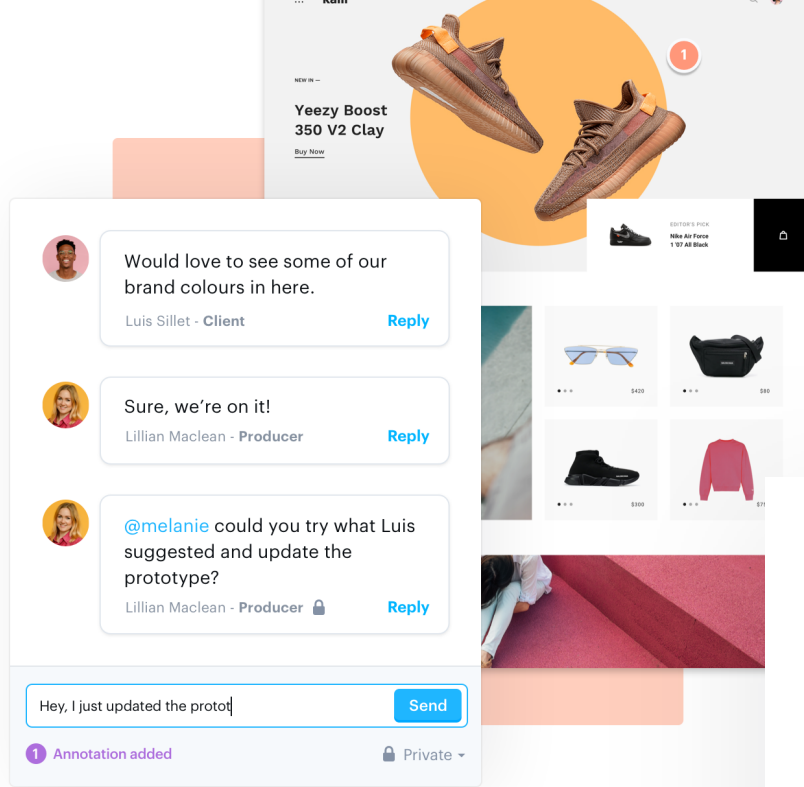 NEW IN —
Yeezy Boost
350 V2 Clay
Buy Now
1
EDITOR'S PICK
Nike Air Force
1 '07 All Black
$420
$80
$300
Would love to see some of our
brand colours in here.
Luis Sillet - Client
Reply
Sure, we're on it!
Lillian Maclean - Producer
Reply
@melanie could you try what Luis
suggested and update the
prototype?
Lillian Maclean - Producer
Reply
Hey, I just updated the protot
Send
1 Annotation added
Private